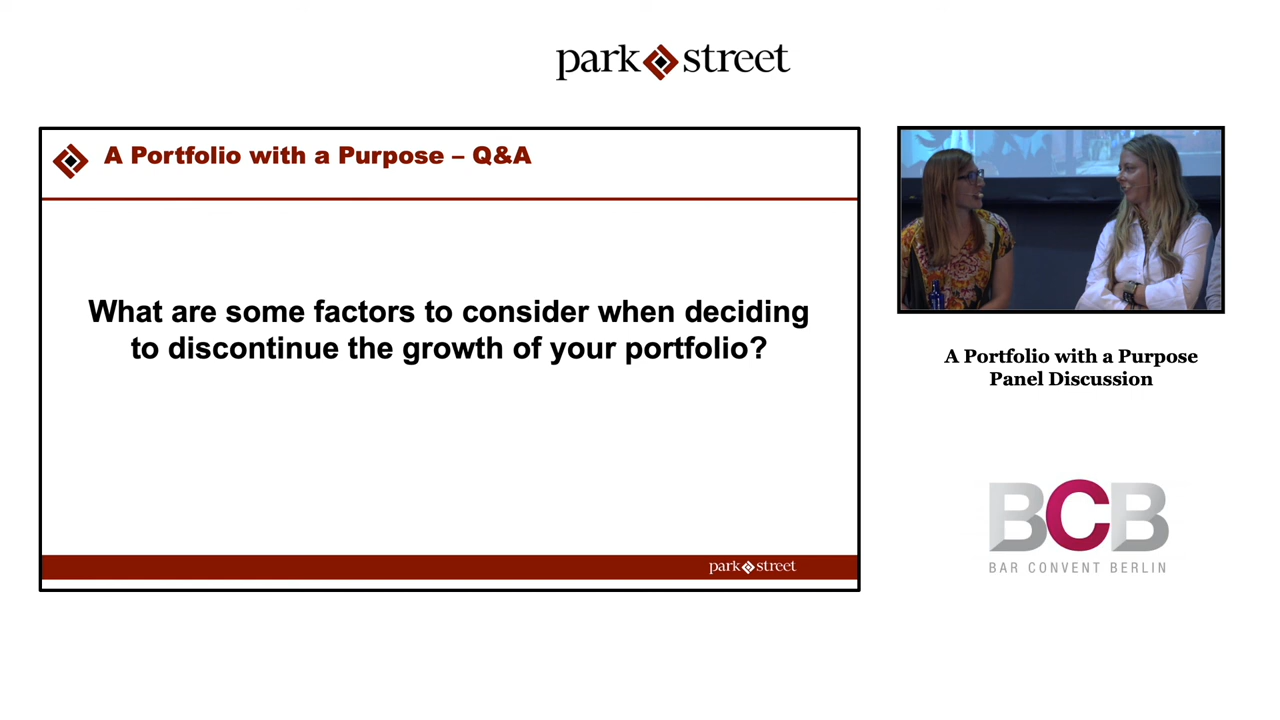 park street
A Portfolio with a Purpose – Q&A
What are some factors to consider when deciding
to discontinue the growth of your portfolio?
park street
A Portfolio with a Purpose
Panel Discussion
BCB
BAR CONVENT BERLIN